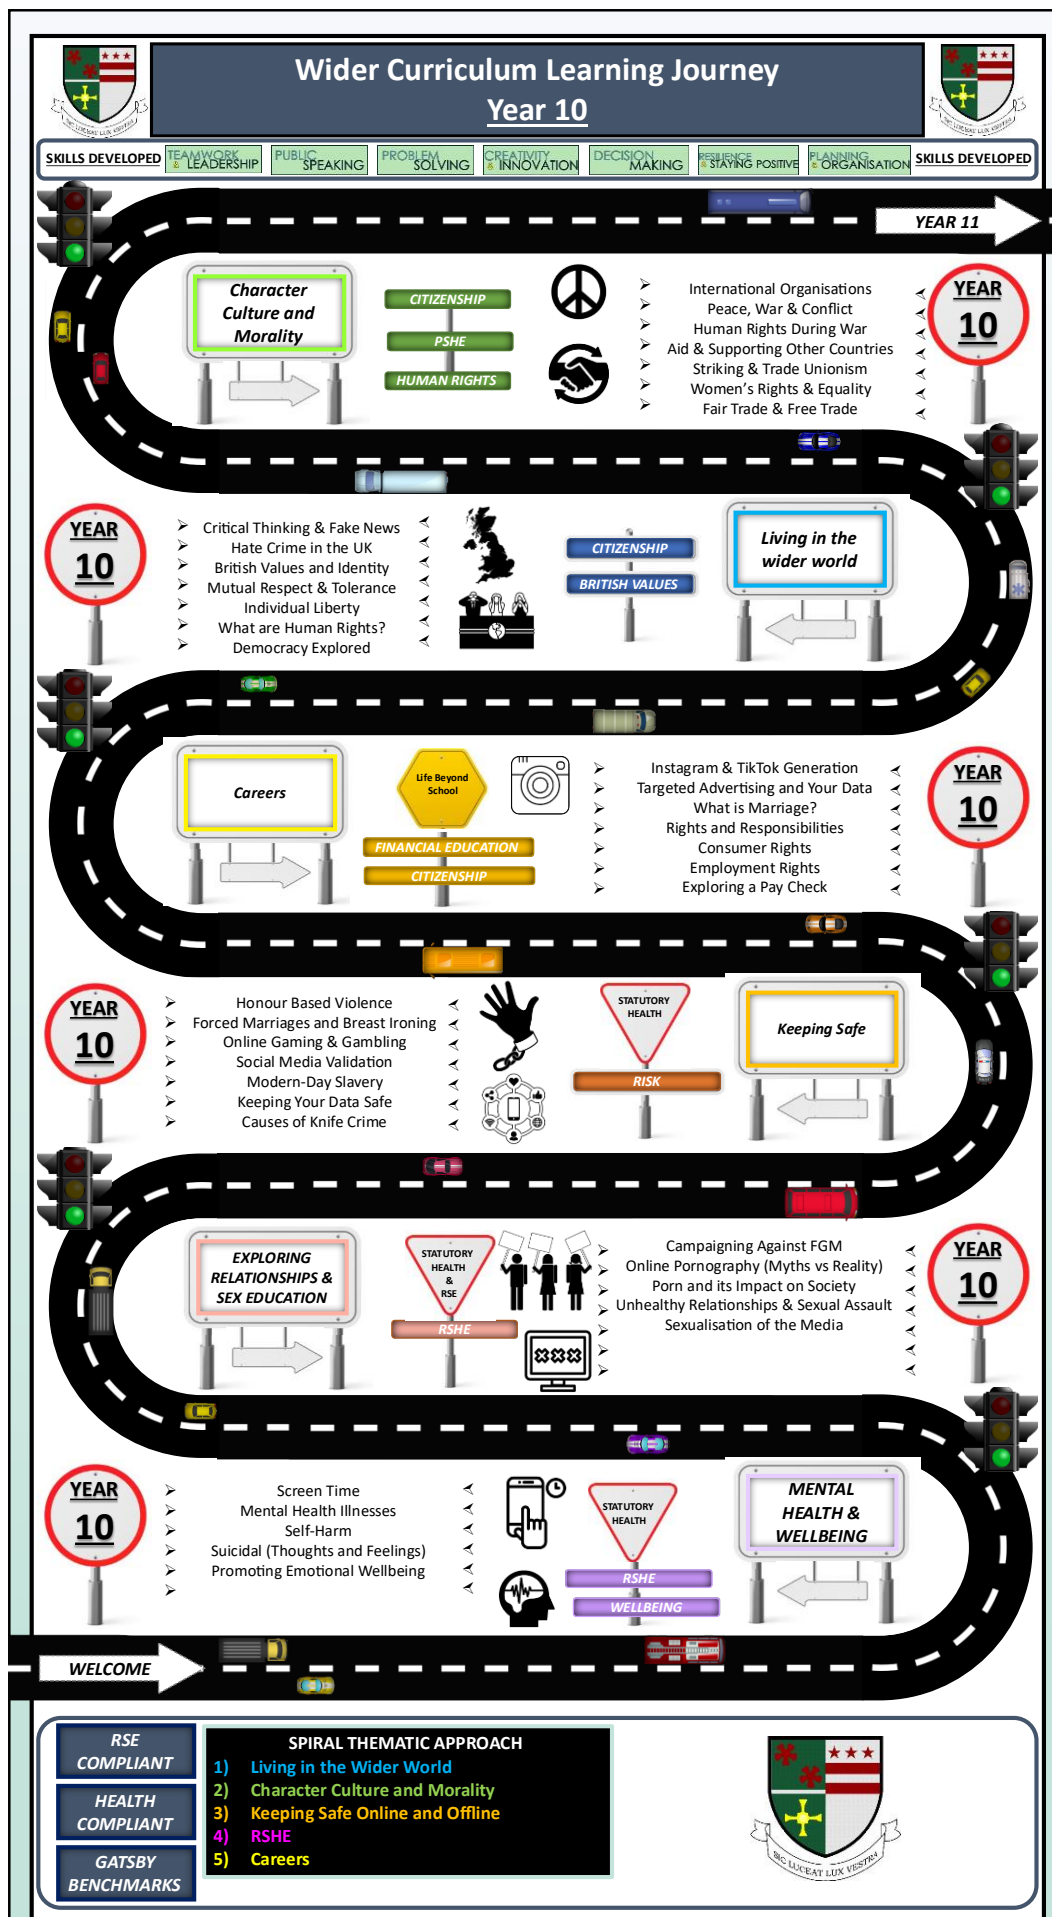 Wider Curriculum Learning Journey
Year 10
SIC LUCEAT LUX VESTRA
SIC LUCEAT LUX VESTRA
SKILLS DEVELOPED
TEAMWORK
& LEADERSHIP
PUBLIC
SPEAKING
PROBLEM
SOLVING
CREATIVITY
& INNOVATION
DECISION
MAKING
RESILIENCE
& STAYING POSITIVE
PLANNING
& ORGANISATION
SKILLS DEVELOPED
YEAR 11
Character
Culture and
Morality
CITIZENSHIP
PSHE
HUMAN RIGHTS
International Organisations
Peace, War & Conflict
Human Rights During War
Aid & Supporting Other Countries
Striking & Trade Unionism
Women's Rights & Equality
Fair Trade & Free Trade
YEAR
10
YEAR
10
Critical Thinking & Fake News
Hate Crime in the UK
British Values and Identity
Mutual Respect & Tolerance
Individual Liberty
What are Human Rights?
Democracy Explored
CITIZENSHIP
BRITISH VALUES
Living in the
wider world
Careers
Life Beyond
School
FINANCIAL EDUCATION
CITIZENSHIP
Instagram & TikTok Generation
Targeted Advertising and Your Data
What is Marriage?
Rights and Responsibilities
Consumer Rights
Employment Rights
Exploring a Pay Check
YEAR
10
YEAR
10
Honour Based Violence
Forced Marriages and Breast Ironing
Online Gaming & Gambling
Social Media Validation
Modern-Day Slavery
Keeping Your Data Safe
Causes of Knife Crime
STATUTORY
HEALTH
RISK
Keeping Safe
EXPLORING
RELATIONSHIPS &
SEX EDUCATION
STATUTORY
HEALTH
&
RSE
RSHE
Campaigning Against FGM
Online Pornography (Myths vs Reality)
Porn and its Impact on Society
Unhealthy Relationships & Sexual Assault
Sexualisation of the Media
YEAR
10
YEAR
10
Screen Time
Mental Health Illnesses
Self-Harm
Suicidal (Thoughts and Feelings)
Promoting Emotional Wellbeing
STATUTORY
HEALTH
RSHE
WELLBEING
MENTAL
HEALTH &
WELLBEING
WELCOME
RSE
COMPLIANT
HEALTH
COMPLIANT
GATSBY
BENCHMARKS
SPIRAL THEMATIC APPROACH
1) Living in the Wider World
2) Character Culture and Morality
3) Keeping Safe Online and Offline
4) RSHE
5) Careers
SIC LUCEAT LUX VESTRA